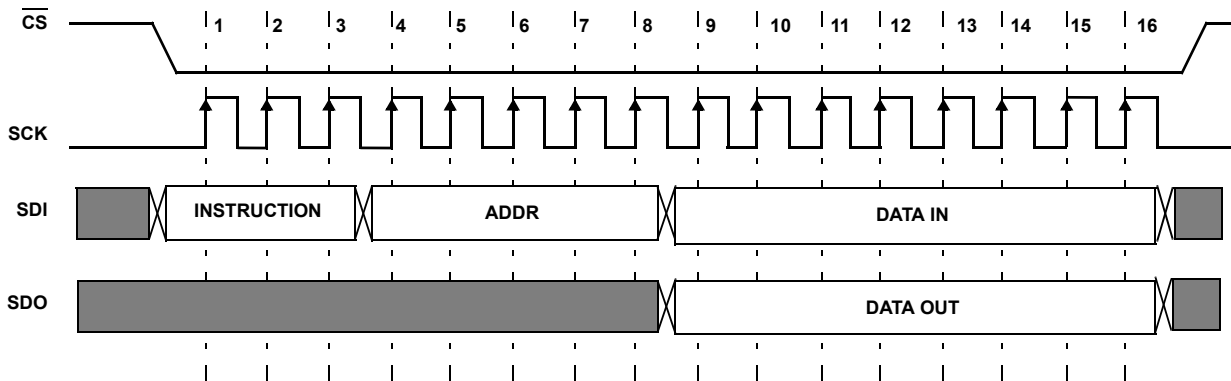 CS 1 2 3 4 5 6 7 8 9 10 11 12 13 14 15 16
SCK
SDI INSTRUCTION ADDR DATA IN
SDO DATA OUT